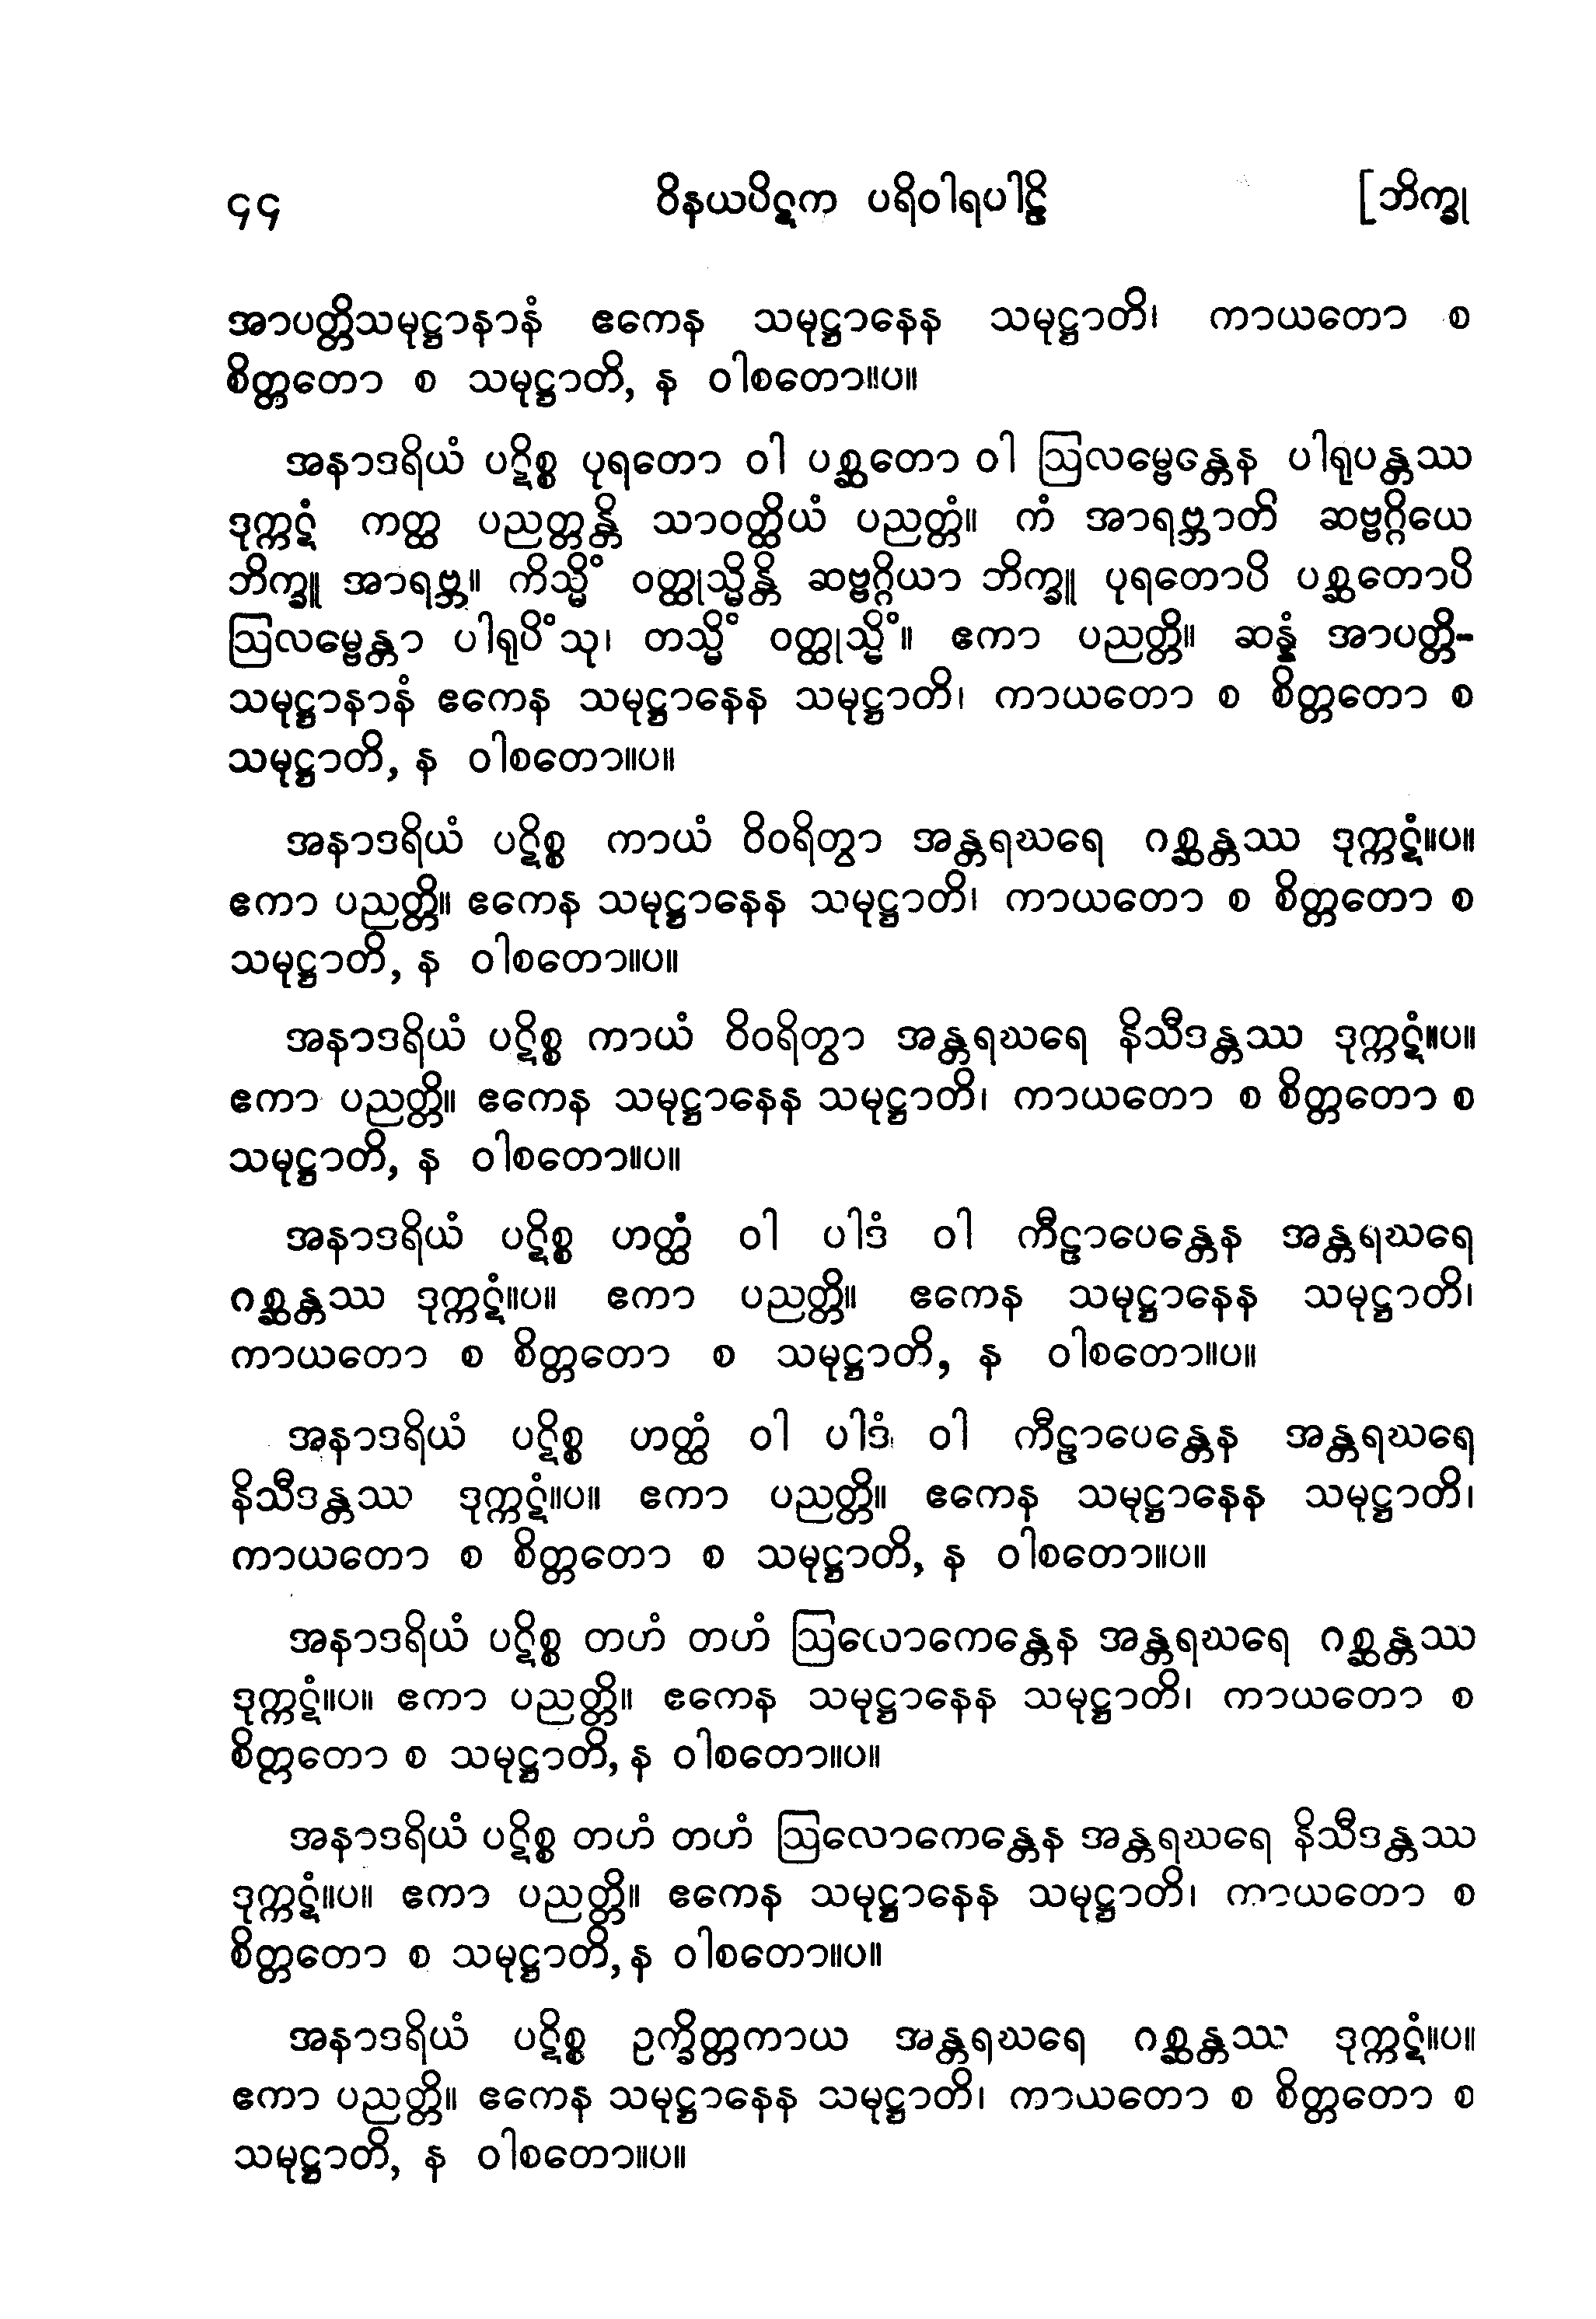 ၄၄ ဝိနယပိဋက ပရိဝါရပါဠိ [ဘိက္ခု
အာပတ္တိသမုဋ္ဌာနာနံ ဧကေန သမုဋ္ဌာနေန သမုဋ္ဌာတိ၊ ကာယတော စ
စိတ္တတော စ သမုဋ္ဌာတိ, န ဝါစတော။ပ။
အနာဒရိယံ ပဋိစ္စ ပုရတော ဝါ ပစ္ဆတော ဝါ ဩလမ္ဗေန္တေန ပါရုပန္တဿ
ဒုက္ကဋံ ကတ္ထ ပညတ္တန္တိ သာဝတ္ထိယံ ပညတ္တံ။ ကံ အာရဗ္ဘာတိ ဆဗ္ဗဂ္ဂိယေ
ဘိက္ခူ အာရဗ္ဘ။ ကိသ္မိံ ဝတ္ထုသ္မိန္တိ ဆဗ္ဗဂ္ဂိယာ ဘိက္ခူ ပုရတောပိ ပစ္ဆတောပိ
ဩလမ္ဗေန္တာ ပါရုပိံသု၊ တသ္မိံ ဝတ္ထုသ္မိံ။ ဧကာ ပညတ္တိ။ ဆန္နံ အာပတ္တိ-
သမုဋ္ဌာနာနံ ဧကေန သမုဋ္ဌာနေန သမုဋ္ဌာတိ၊ ကာယတော စ စိတ္တတော စ
သမုဋ္ဌာတိ, န ဝါစတော။ပ။
အနာဒရိယံ ပဋိစ္စ ကာယံ ဝိဝရိတွာ အန္တရဃရေ ဂစ္ဆန္တဿ ဒုက္ကဋံ။ပ။
ဧကာ ပညတ္တိ။ ဧကေန သမုဋ္ဌာနေန သမုဋ္ဌာတိ၊ ကာယတော စ စိတ္တတော စ
သမုဋ္ဌာတိ, န ဝါစတော။ပ။
အနာဒရိယံ ပဋိစ္စ ကာယံ ဝိဝရိတွာ အန္တရဃရေ နိသီဒန္တဿ ဒုက္ကဋံ။ပ။
ဧကာ ပညတ္တိ။ ဧကေန သမုဋ္ဌာနေန သမုဋ္ဌာတိ၊ ကာယတော စ စိတ္တတော စ
သမုဋ္ဌာတိ, န ဝါစတော။ပ။
အနာဒရိယံ ပဋိစ္စ ဟတ္ထံ ဝါ ပါဒံ ဝါ ကီဠာပေန္တေန အန္တရဃရေ
ဂစ္ဆန္တဿ ဒုက္ကဋံ။ပ။ ဧကာ ပညတ္တိ။ ဧကေန သမုဋ္ဌာနေန သမုဋ္ဌာတိ၊
ကာယတော စ စိတ္တတော စ သမုဋ္ဌာတိ, န ဝါစတော။ပ။
အနာဒရိယံ ပဋိစ္စ ဟတ္ထံ ဝါ ပါဒံ ဝါ ကီဠာပေန္တေန အန္တရဃရေ
နိသီဒန္တဿ ဒုက္ကဋံ။ပ။ ဧကာ ပညတ္တိ။ ဧကေန သမုဋ္ဌာနေန သမုဋ္ဌာတိ၊
ကာယတော စ စိတ္တတော စ သမုဋ္ဌာတိ, န ဝါစတော။ပ။
အနာဒရိယံ ပဋိစ္စ တဟံ တဟံ ဩလောကေန္တေန အန္တရဃရေ ဂစ္ဆန္တဿ
ဒုက္ကဋံ။ပ။ ဧကာ ပညတ္တိ။ ဧကေန သမုဋ္ဌာနေန သမုဋ္ဌာတိ၊ ကာယတော စ
စိတ္တတော စ သမုဋ္ဌာတိ, န ဝါစတော။ပ။
အနာဒရိယံ ပဋိစ္စ တဟံ တဟံ ဩလောကေန္တေန အန္တရဃရေ နိသီဒန္တဿ
ဒုက္ကဋံ။ပ။ ဧကာ ပညတ္တိ။ ဧကေန သမုဋ္ဌာနေန သမုဋ္ဌာတိ၊ ကာယတော စ
စိတ္တတော စ သမုဋ္ဌာတိ, န ဝါစတော။ပ။
အနာဒရိယံ ပဋိစ္စ ဥက္ခိတ္တကာယ အန္တရဃရေ ဂစ္ဆန္တဿ ဒုက္ကဋံ။ပ။
ဧကာ ပညတ္တိ။ ဧကေန သမုဋ္ဌာနေန သမုဋ္ဌာတိ၊ ကာယတော စ စိတ္တတော စ
သမုဋ္ဌာတိ, န ဝါစတော။ပ။